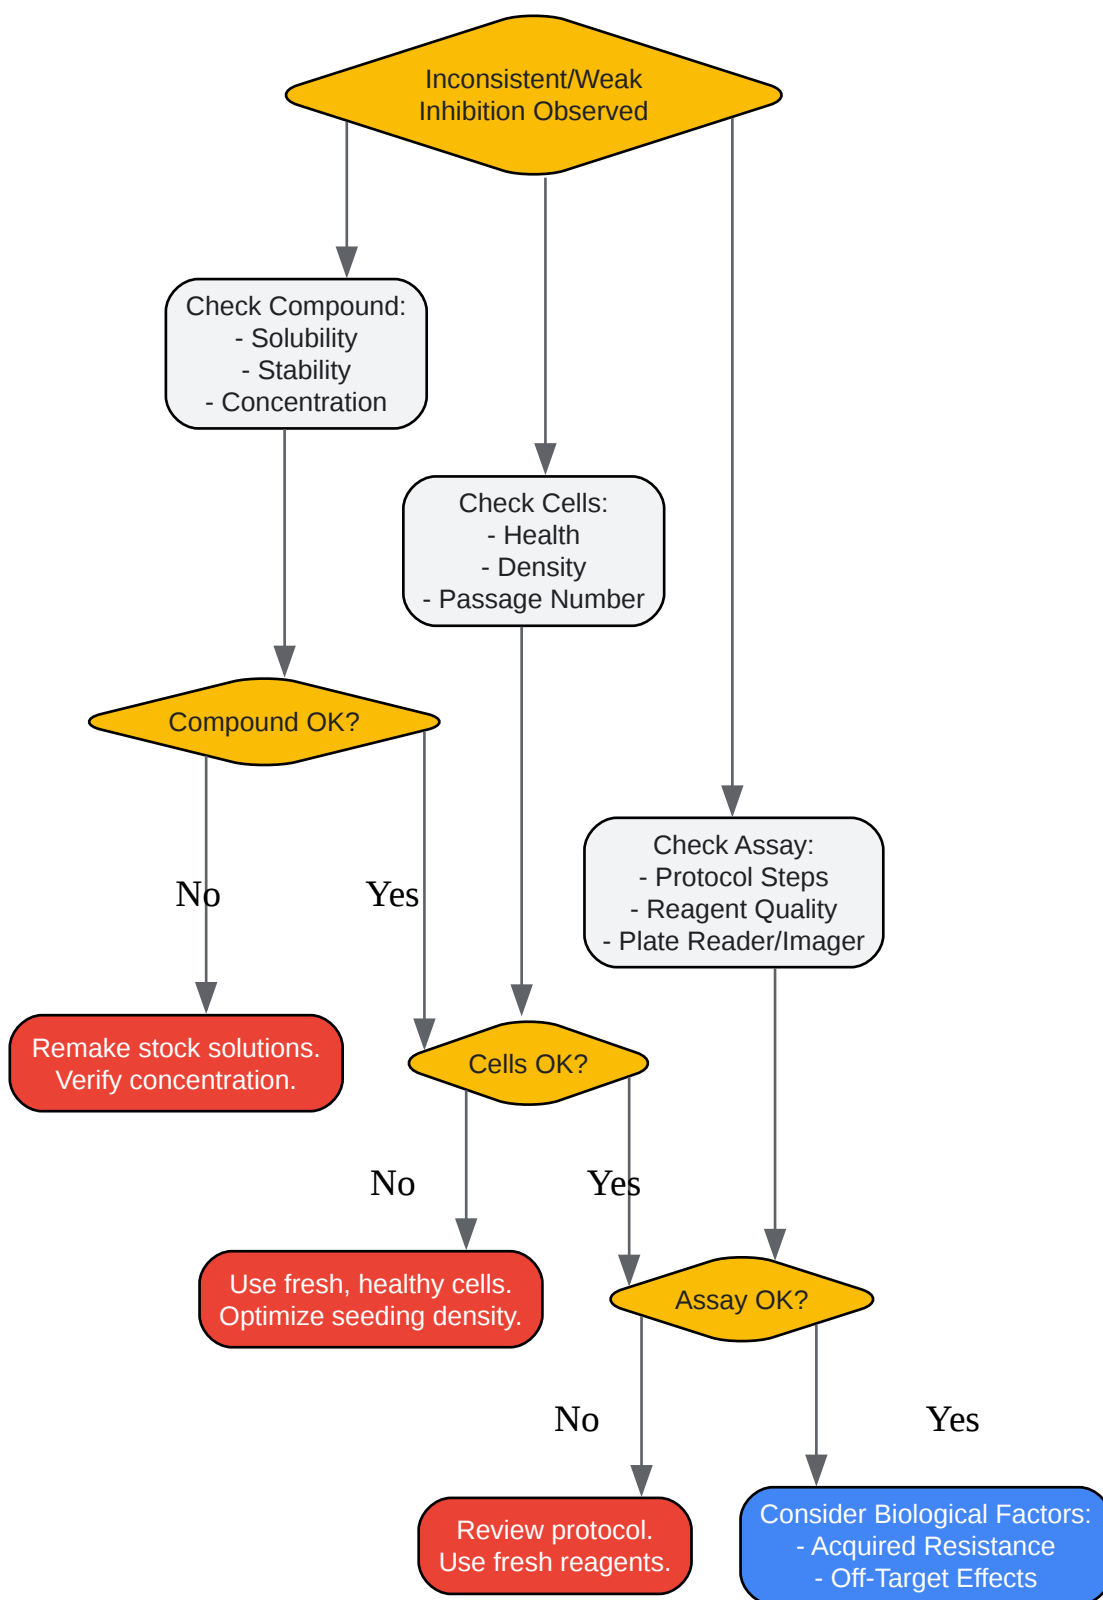 Inconsistent/Weak
Inhibition Observed
Check Compound:
- Solubility
- Stability
- Concentration
Check Cells:
- Health
- Density
- Passage Number
Compound OK?
Check Assay:
- Protocol Steps
- Reagent Quality
- Plate Reader/Imager
No
Yes
Remake stock solutions.
Verify concentration.
Cells OK?
No
Yes
Use fresh, healthy cells.
Optimize seeding density.
Assay OK?
No
Yes
Review protocol.
Use fresh reagents.
Consider Biological Factors:
- Acquired Resistance
- Off-Target Effects